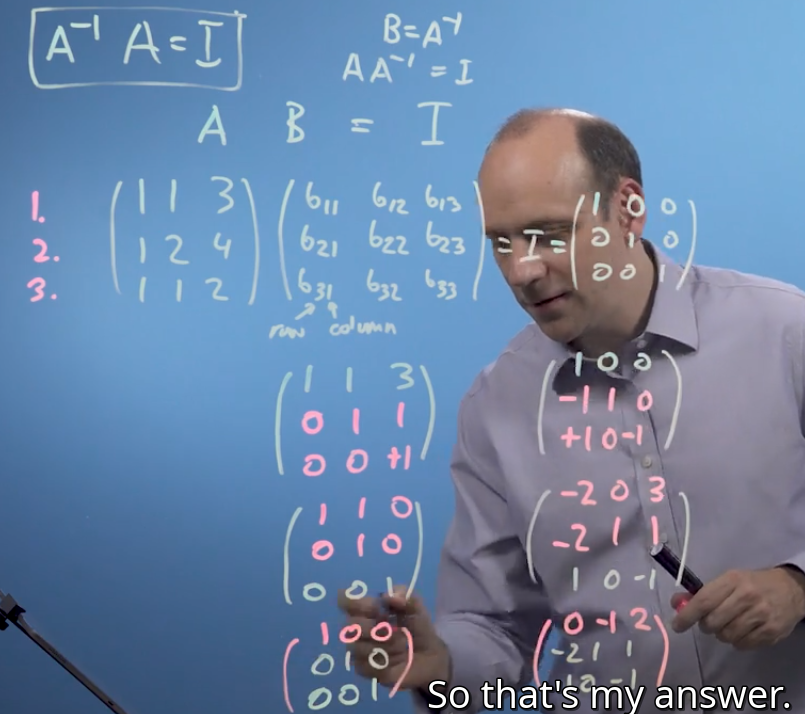 A⁻¹ A = I
B = A⁻¹
A A⁻¹ = I
A B = I
1. ( 1 1 3 ) ( b₁₁ b₁₂ b₁₃ ) ( 1 0 0 )
2. ( 1 2 4 ) ( b₂₁ b₂₂ b₂₃ ) = I = ( 0 1 0 )
3. ( 1 1 2 ) ( b₃₁ b₃₂ b₃₃ ) ( 0 0 1 )
row column
( 1 1 3 ) ( 1 0 0 )
( 0 1 1 ) ( -1 1 0 )
( 0 0 +1 ) ( +1 0 -1 )
( 1 1 0 ) ( -2 0 3 )
( 0 1 0 ) ( -2 1 1 )
( 0 0 1 ) ( 1 0 -1 )
( 1 0 0 ) ( 0 -1 2 )
( 0 1 0 ) ( -2 1 1 )
( 0 0 1 ) ( 1 0 -1 )
So that's my answer.